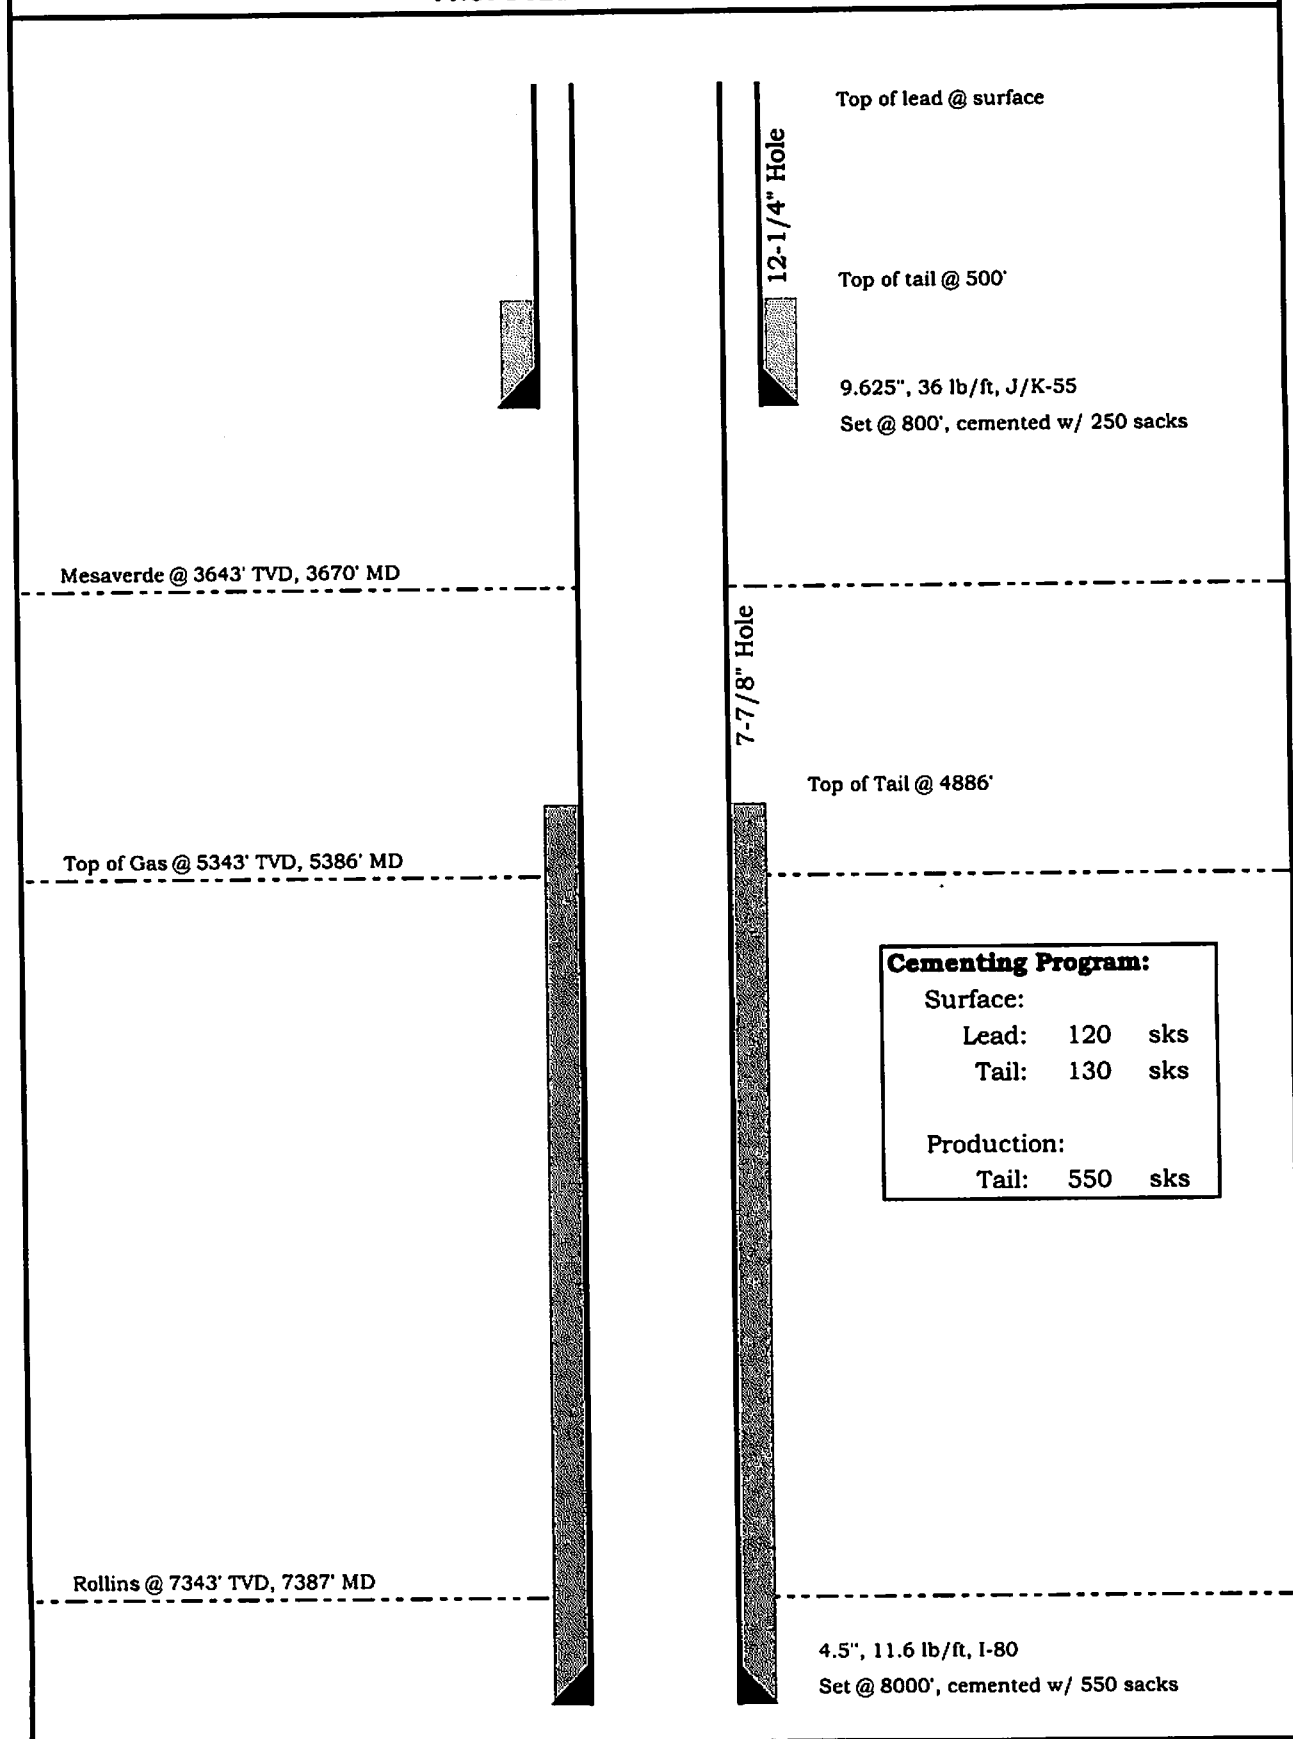 Top of lead @ surface
12-1/4" Hole
Top of tail @ 500'
9.625", 36 lb/ft, J/K-55
Set @ 800', cemented w/ 250 sacks
Mesaverde @ 3643' TVD, 3670' MD
7-7/8" Hole
Top of Tail @ 4886'
Top of Gas @ 5343' TVD, 5386' MD
Cementing Program:
Surface:
Lead: 120 sks
Tail: 130 sks
Production:
Tail: 550 sks
Rollins @ 7343' TVD, 7387' MD
4.5", 11.6 lb/ft, I-80
Set @ 8000', cemented w/ 550 sacks